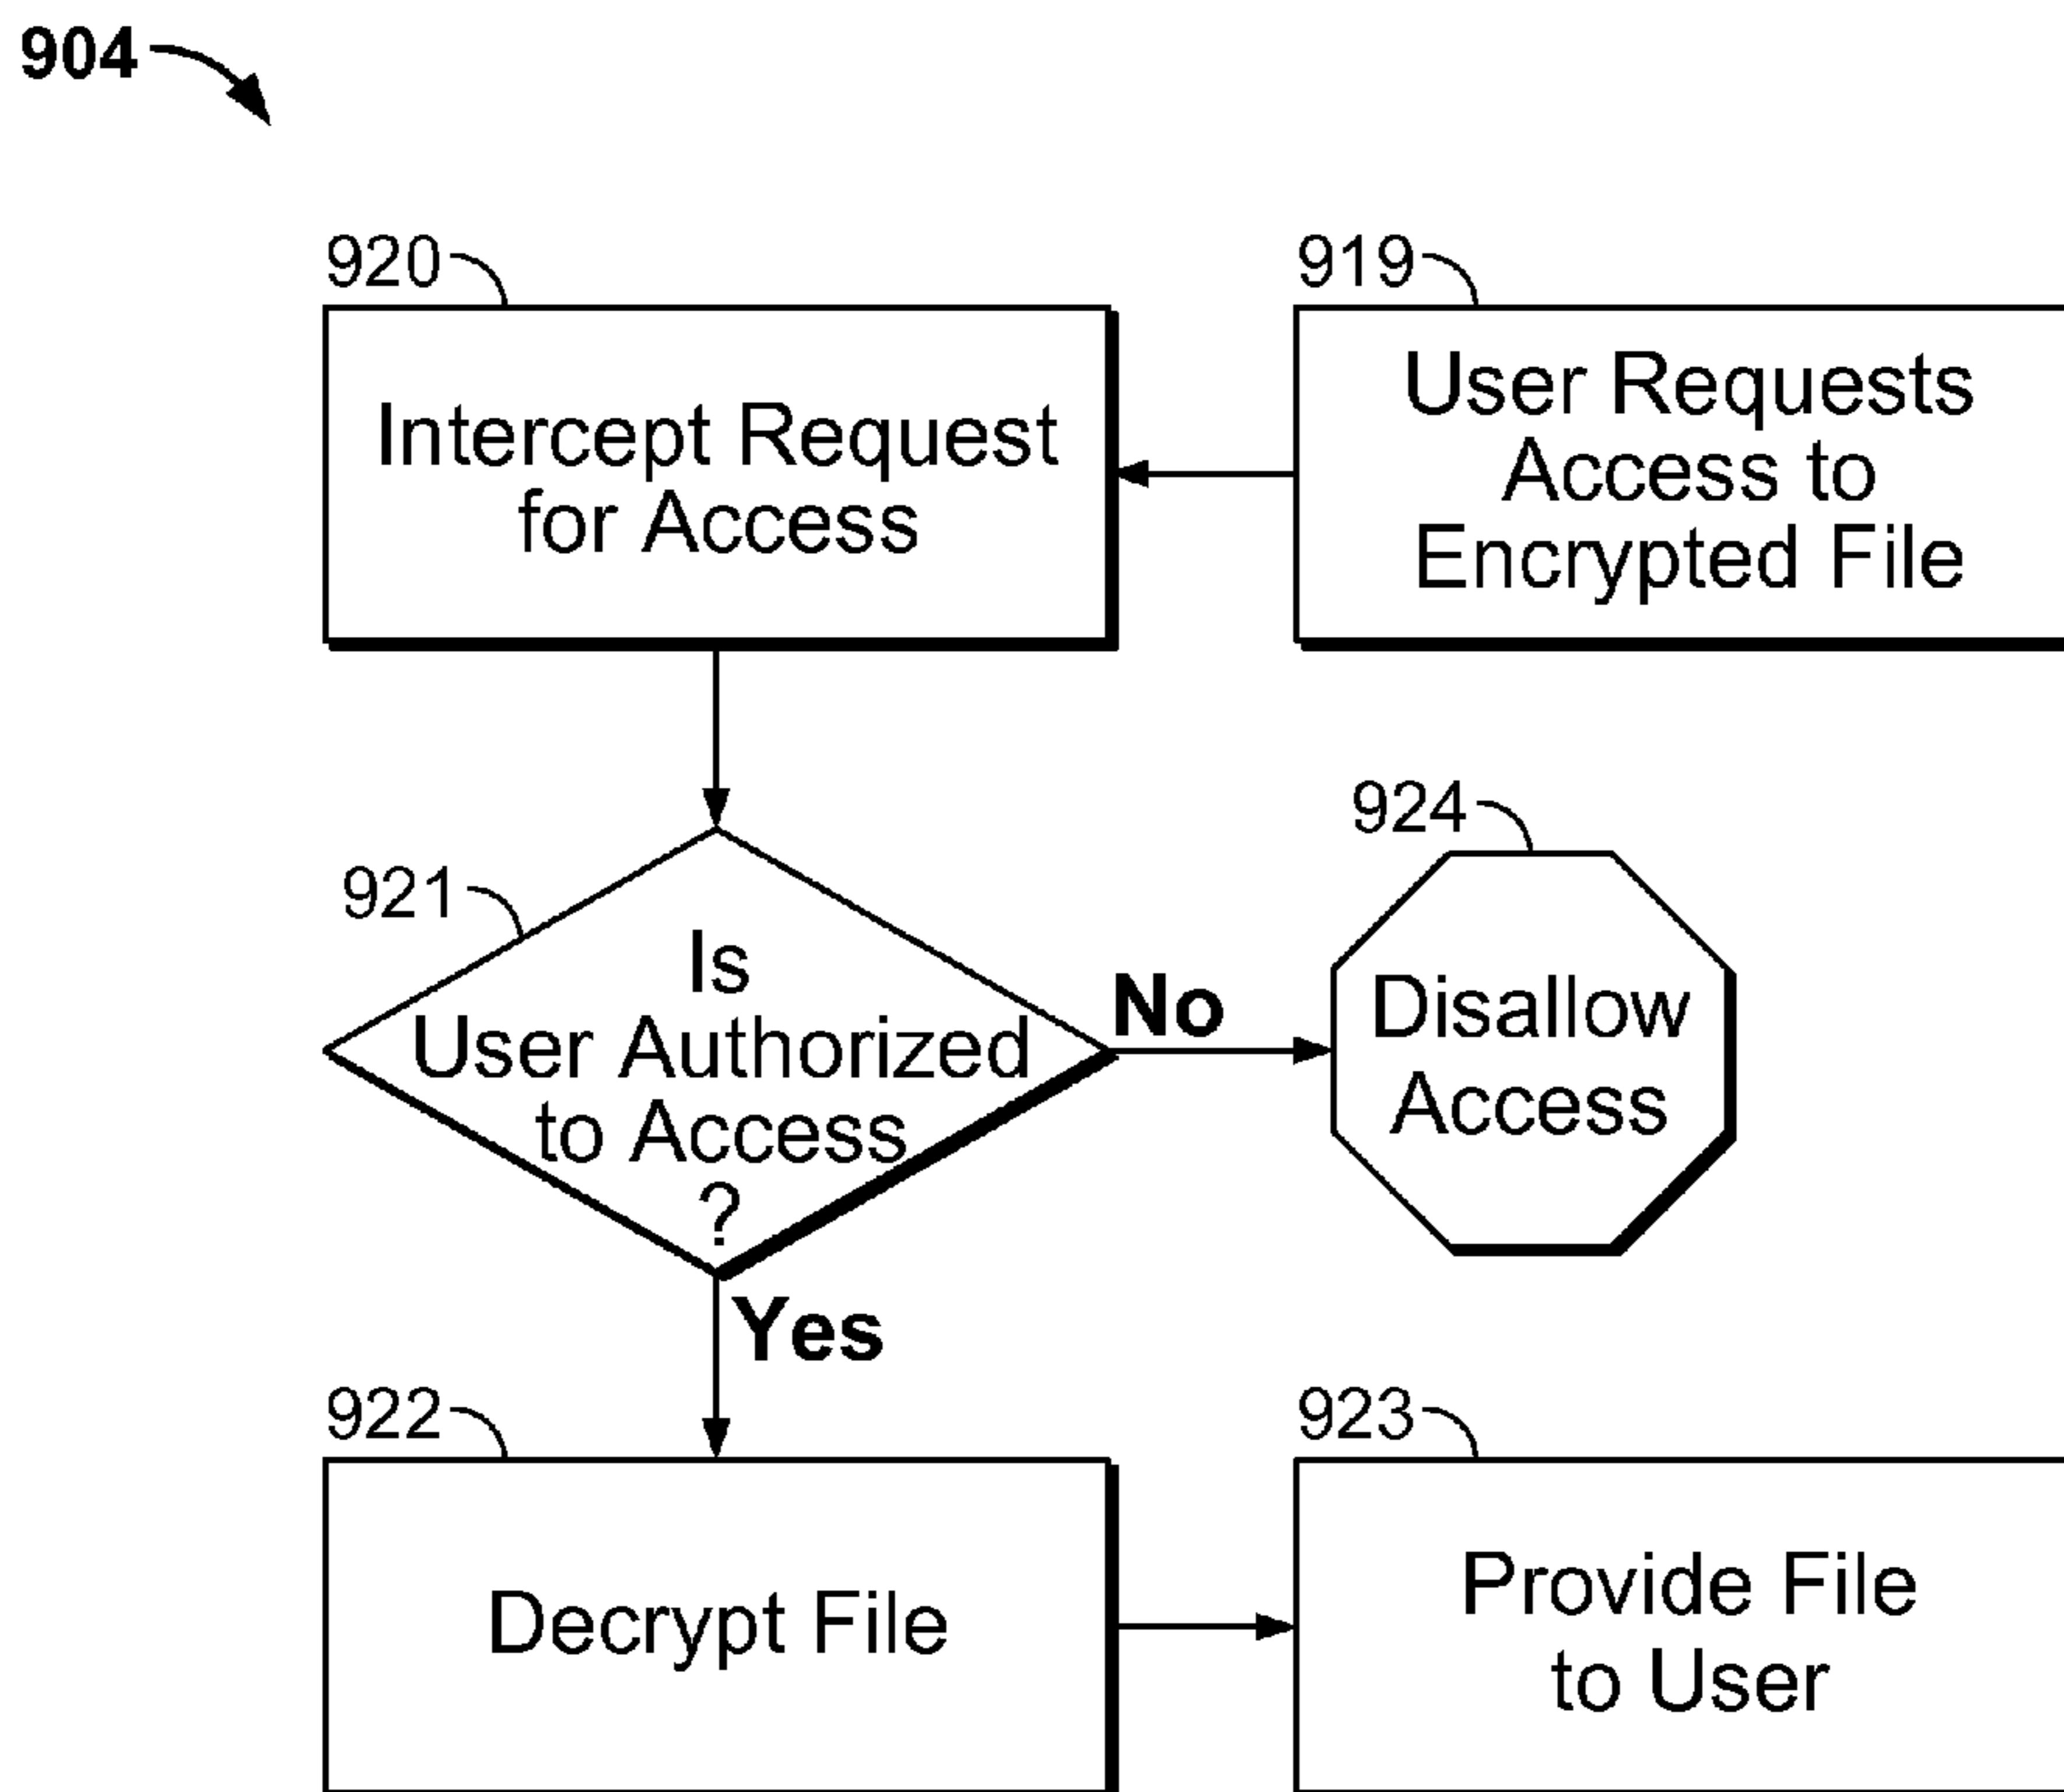 904
920
Intercept Request
for Access
919
User Requests
Access to
Encrypted File
921
Is
User Authorized
to Access
?
No
924
Disallow
Access
Yes
922
Decrypt File
923
Provide File
to User